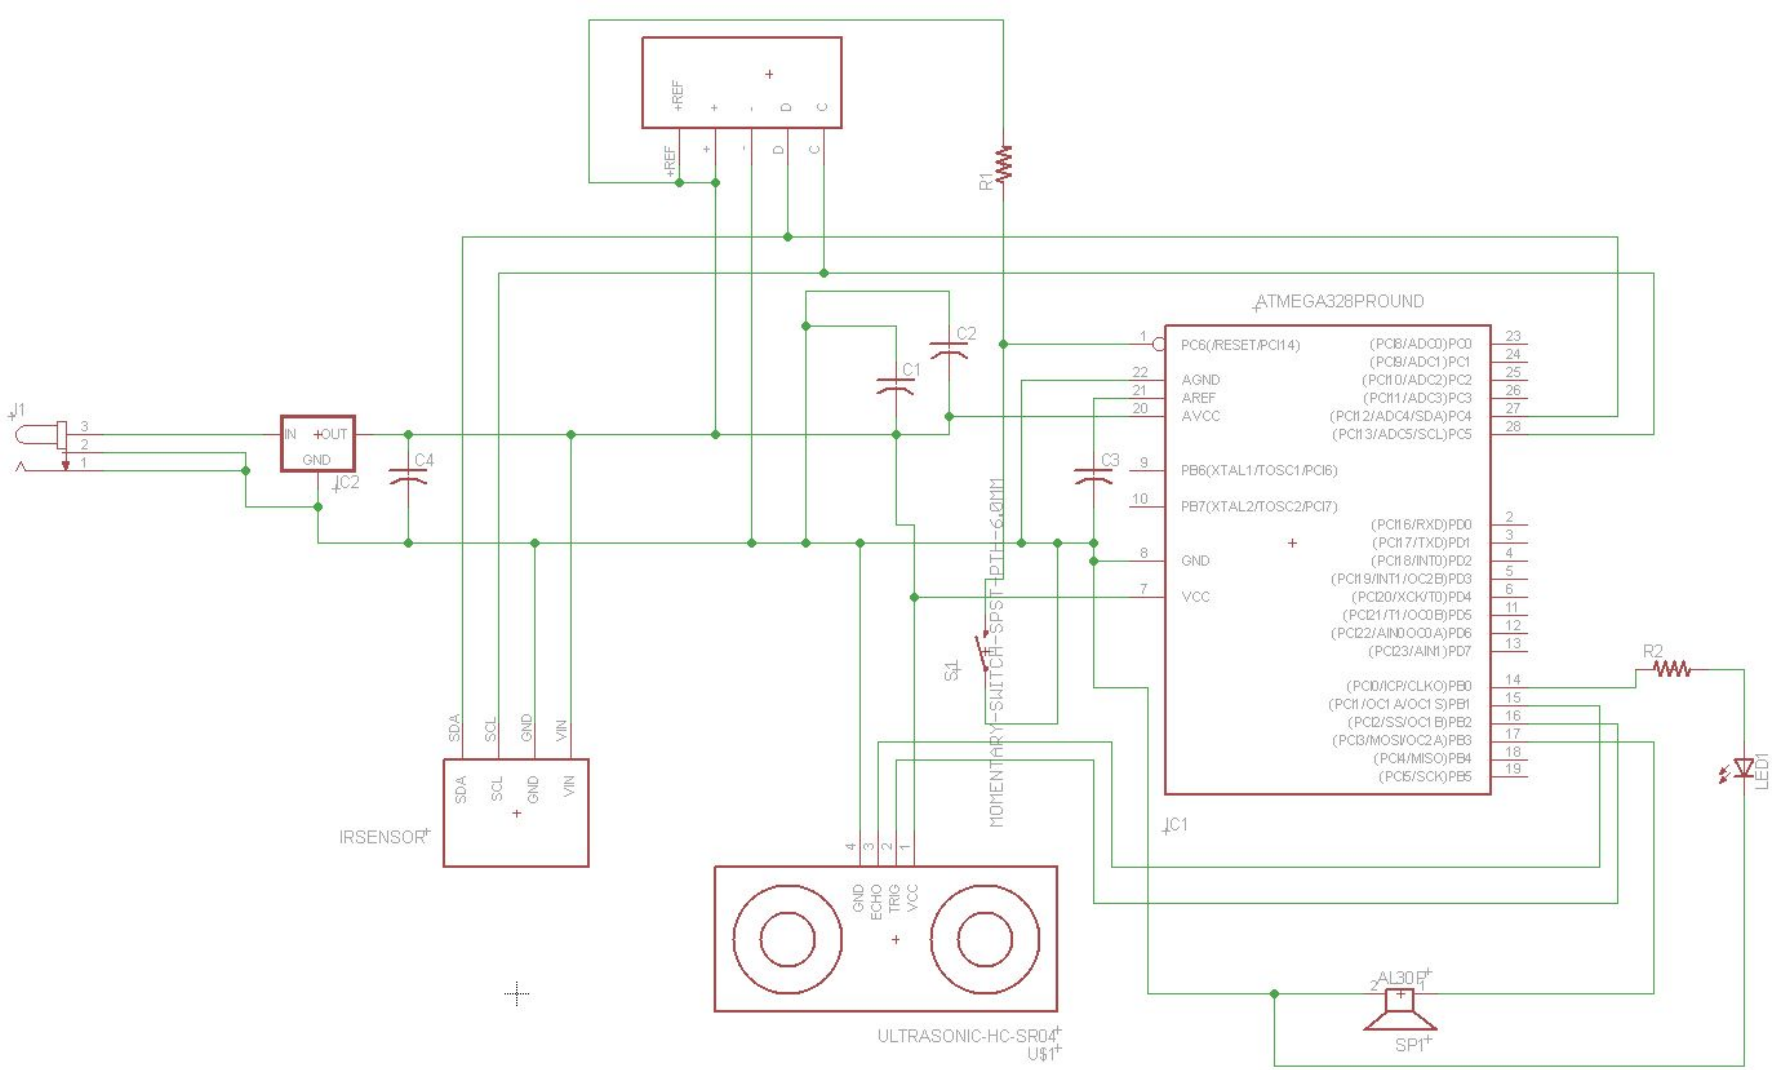 +REF
+
-
D
C
+REF
+
-
D
C
R1
ATMEGA328PROUND
C2
C1
1
PC6(/RESET/PCI14)
22
AGND
21
AREF
20
AVCC
C3
9
PB6(XTAL1/TOSC1/PCI6)
10
PB7(XTAL2/TOSC2/PCI7)
8
GND
7
VCC
(PCI8/ADC0)PC0
23
(PCI9/ADC1)PC1
24
(PCI10/ADC2)PC2
25
(PCI11/ADC3)PC3
26
(PCI12/ADC4/SDA)PC4
27
(PCI13/ADC5/SCL)PC5
28
(PCI16/RXD)PD0
2
(PCI17/TXD)PD1
3
(PCI18/INT0)PD2
4
(PCI19/INT1/OC2B)PD3
5
(PCI20/XCK/T0)PD4
6
(PCI21/T1/OC0B)PD5
11
(PCI22/AIN0OC0A)PD6
12
(PCI23/AIN1)PD7
13
(PCI0/ICP/CLKO)PB0
14
(PCI1/OC1A/OC1S)PB1
15
(PCI2/SS/OC1B)PB2
16
(PCI3/MOSI/OC2A)PB3
17
(PCI4/MISO)PB4
18
(PCI5/SCK)PB5
19
IC1
J1
3
2
1
IN
OUT
GND
IC2
C4
MOMENTARY-SWITCH-SPST-PTH-6.0MM
S1
R2
LED1
SDA
SCL
GND
VIN
SDA
SCL
GND
VIN
IRSENSOR
4
3
2
1
GND
ECHO
TRIG
VCC
ULTRASONIC-HC-SR04
U$1
AL30P
2
1
SP1